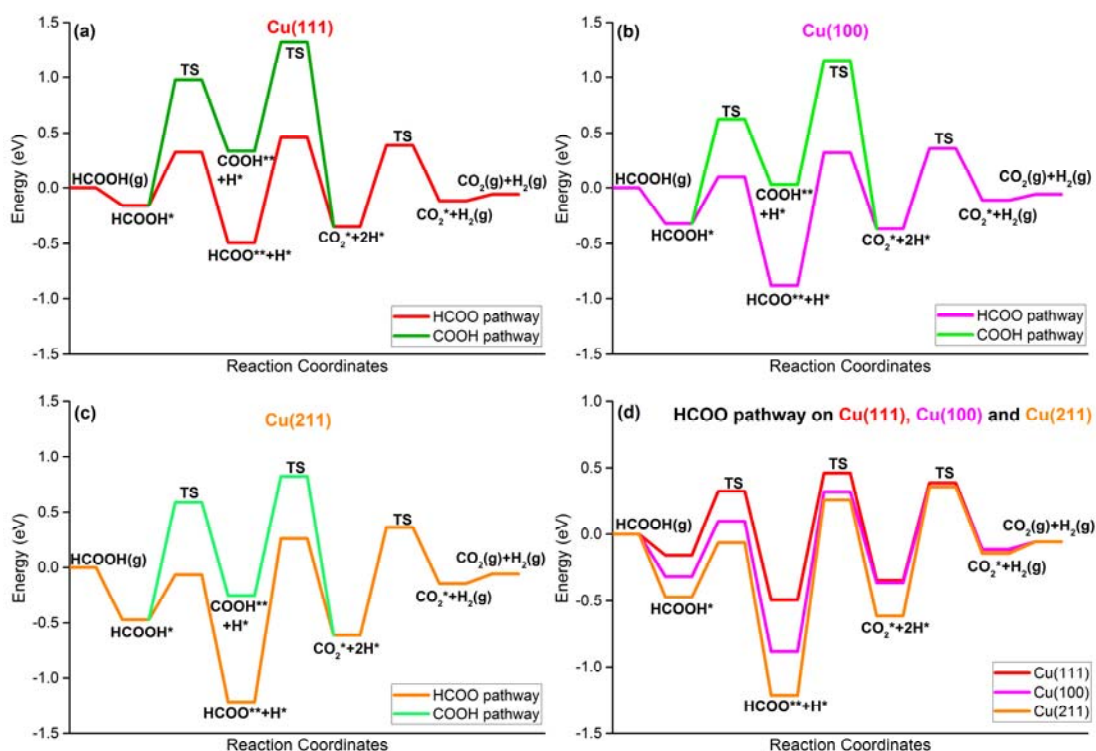 (a)
Cu(111)
1.5
1.0
0.5
0.0
-0.5
-1.0
-1.5
Energy (eV)
HCOOH(g)
HCOOH*
TS
COOH**
+H*
HCOO**+H*
TS
CO₂*+2H*
TS
CO₂*+H₂(g)
CO₂(g)+H₂(g)
HCOO pathway
COOH pathway
Reaction Coordinates
(b)
Cu(100)
1.5
1.0
0.5
0.0
-0.5
-1.0
-1.5
Energy (eV)
HCOOH(g)
HCOOH*
TS
COOH**
+H*
HCOO**+H*
TS
CO₂*+2H*
TS
CO₂*+H₂(g)
CO₂(g)+H₂(g)
HCOO pathway
COOH pathway
Reaction Coordinates
(c)
Cu(211)
1.5
1.0
0.5
0.0
-0.5
-1.0
-1.5
Energy (eV)
HCOOH(g)
HCOOH*
TS
COOH**
+H*
HCOO**+H*
TS
CO₂*+2H*
TS
CO₂*+H₂(g)
CO₂(g)+H₂(g)
HCOO pathway
COOH pathway
Reaction Coordinates
(d)
HCOO pathway on Cu(111), Cu(100) and Cu(211)
1.0
0.5
0.0
-0.5
-1.0
-1.5
Energy (eV)
HCOOH(g)
HCOOH*
TS
HCOO**+H*
TS
CO₂*+2H*
TS
CO₂*+H₂(g)
CO₂(g)+H₂(g)
Cu(111)
Cu(100)
Cu(211)
Reaction Coordinates